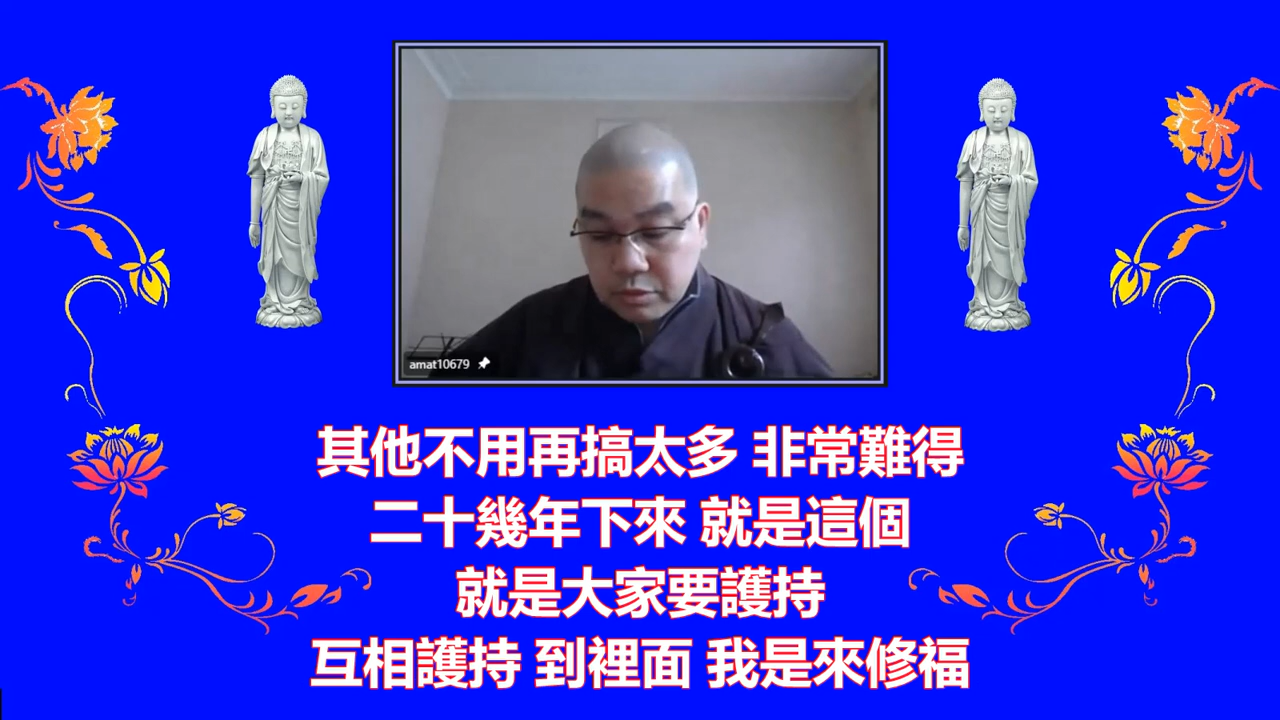 amat10679
其他不用再搞太多 非常難得
二十幾年下來 就是這個
就是大家要護持
互相護持 到裡面 我是來修福